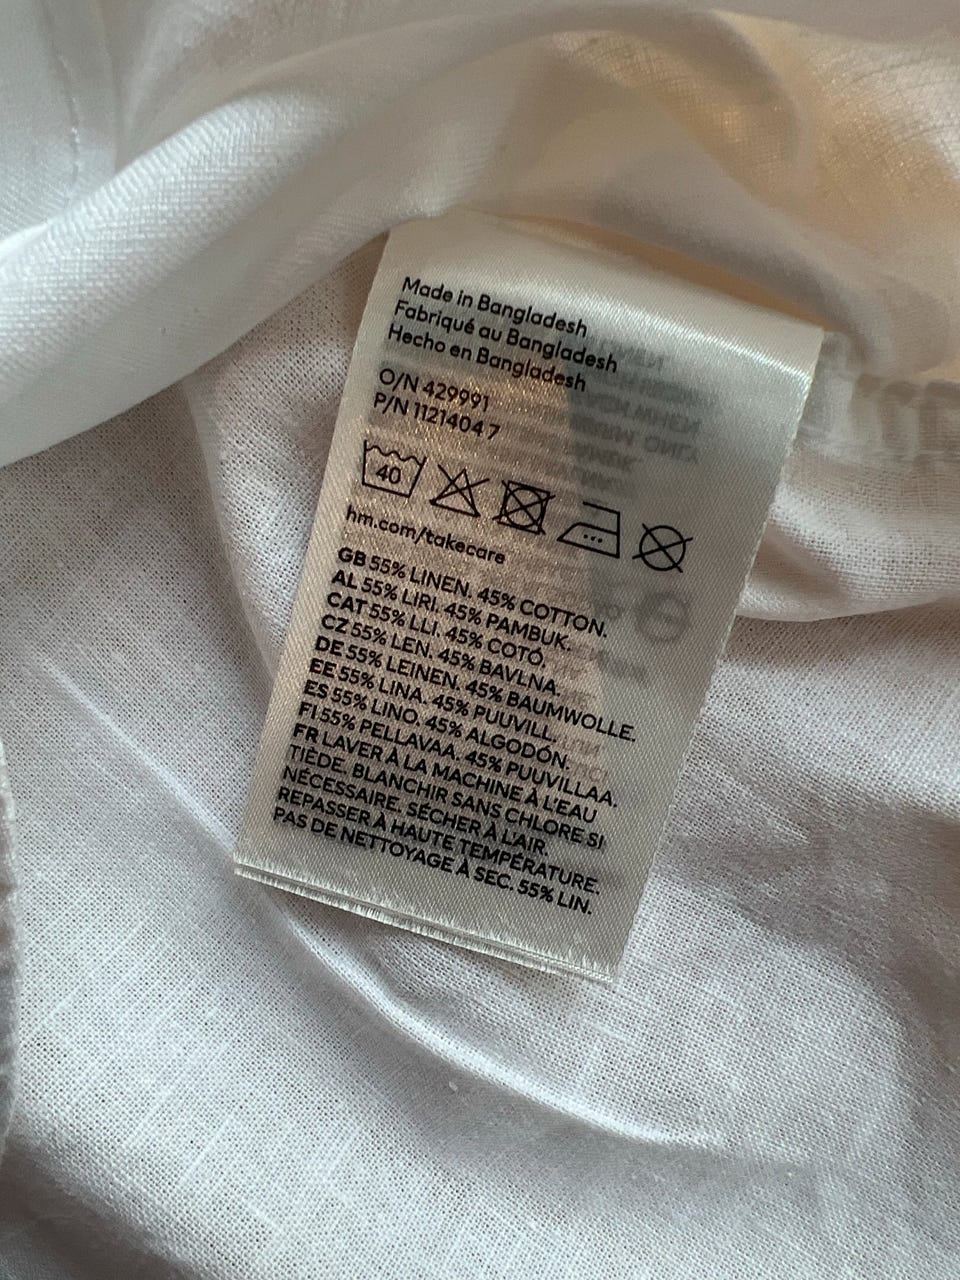 Made in Bangladesh
Fabriqué au Bangladesh
Hecho en Bangladesh
O/N 429991
P/N 1121404 7
40
hm.com/takecare
GB 55% LINEN. 45% COTTON.
AL 55% LIRI. 45% PAMBUK.
CAT 55% LLI. 45% COTÓ.
CZ 55% LEN. 45% BAVLNA.
DE 55% LEINEN. 45% BAUMWOLLE.
EE 55% LINA. 45% PUUVILL.
ES 55% LINO. 45% ALGODÓN.
FI 55% PELLAVAA. 45% PUUVILLAA.
FR LAVER À LA MACHINE À L'EAU
TIÈDE. BLANCHIR SANS CHLORE SI
NÉCESSAIRE. SÉCHER À L'AIR.
REPASSER À HAUTE TEMPÉRATURE.
PAS DE NETTOYAGE À SEC. 55% LIN.